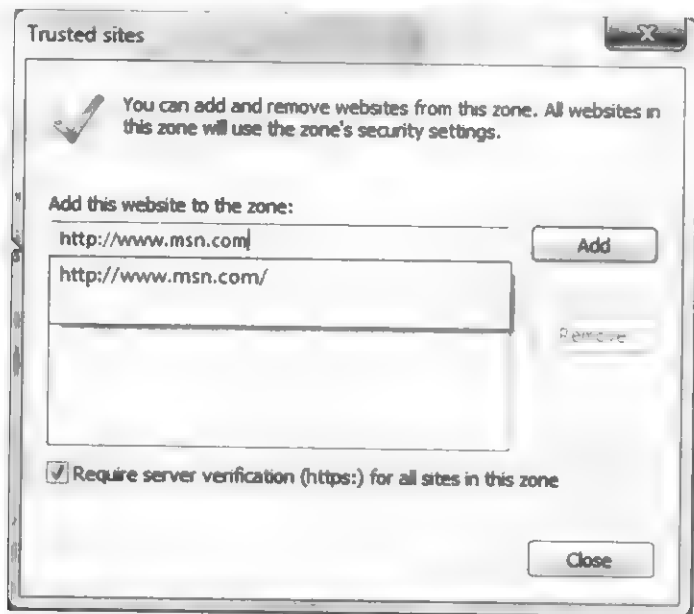 Trusted sites
You can add and remove websites from this zone. All websites in
this zone will use the zone's security settings.
Add this website to the zone:
http://www.msn.com
Add
http://www.msn.com/
Remove
Require server verification (https:) for all sites in this zone
Close